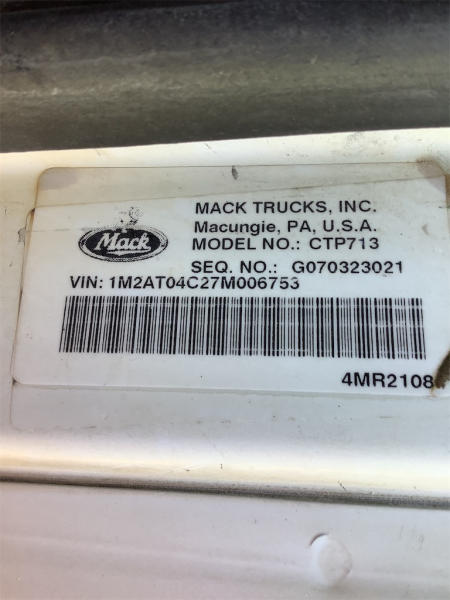 Mack
MACK TRUCKS, INC.
Macungie, PA, U.S.A.
MODEL NO.: CTP713
SEQ. NO.: G070323021
VIN: 1M2AT04C27M006753
4MR2108